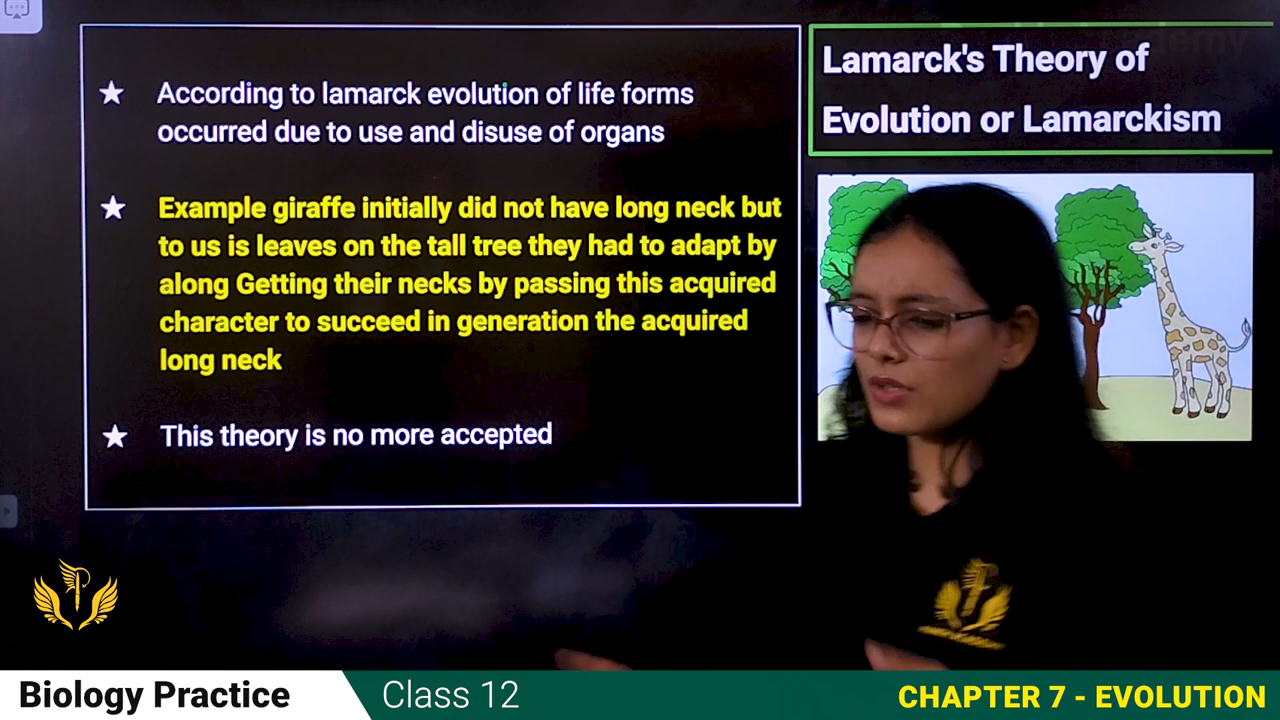 According to lamarck evolution of life forms
occurred due to use and disuse of organs
Example giraffe initially did not have long neck but
to us is leaves on the tall tree they had to adapt by
along Getting their necks by passing this acquired
character to succeed in generation the acquired
long neck
This theory is no more accepted
Lamarck's Theory of
Evolution or Lamarckism
Biology Practice
Class 12
CHAPTER 7 - EVOLUTION